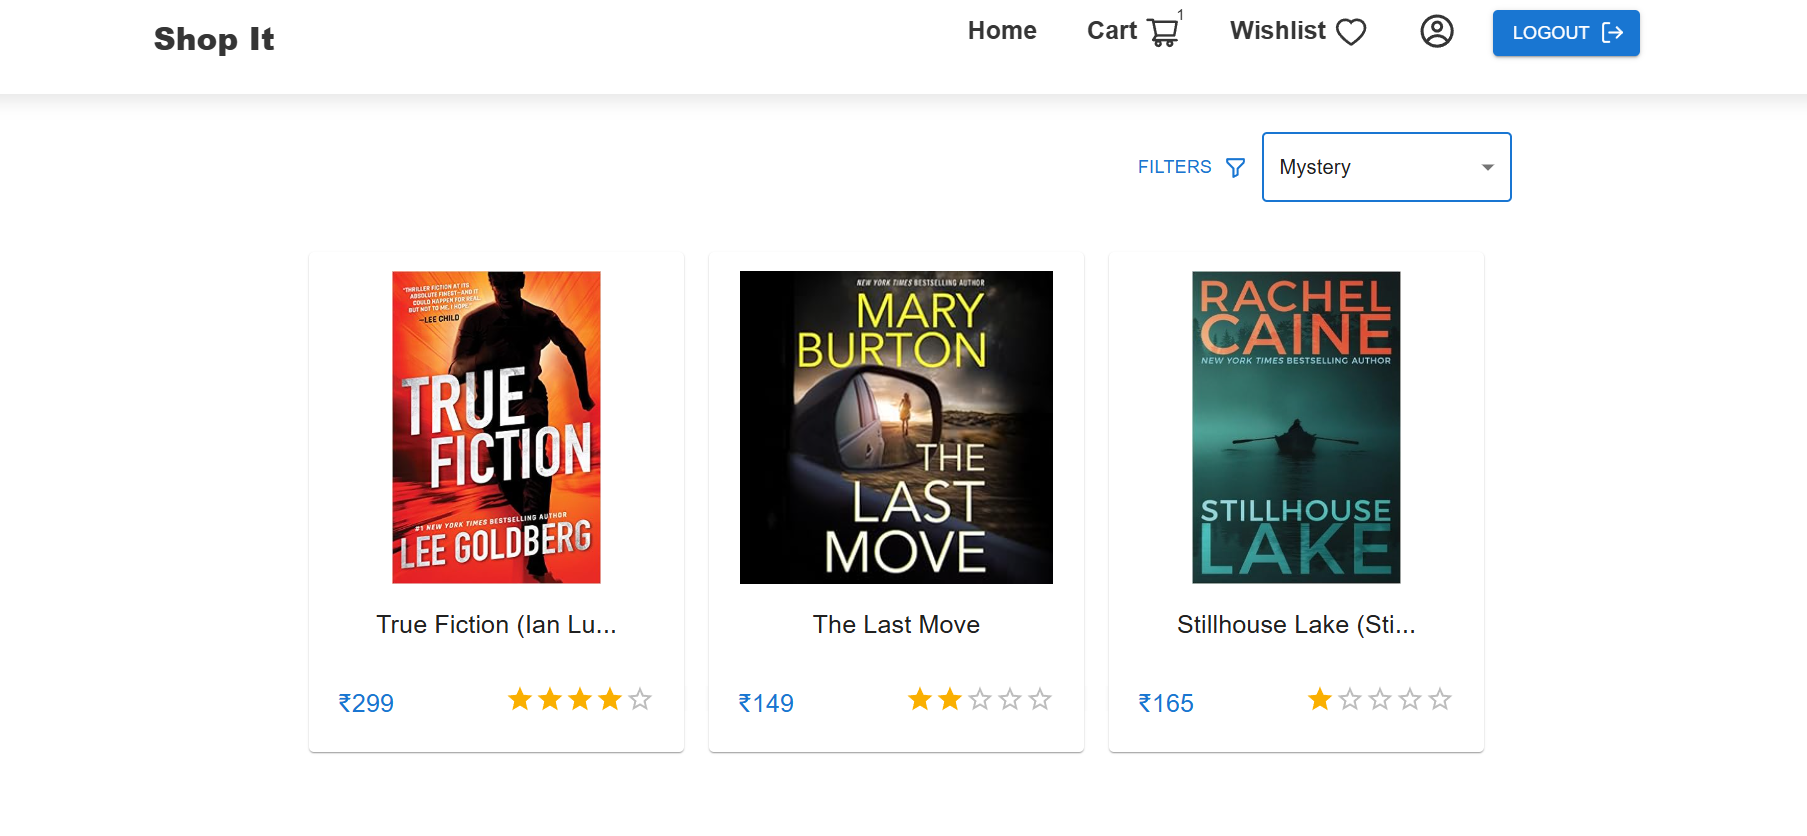 Shop It
Home
Cart
1
Wishlist
LOGOUT
FILTERS
Mystery
"THRILLER FICTION AT ITS
ABSOLUTE FINEST—AND IT
COULD HAPPEN FOR REAL.
BUT NOT TO ME, I HOPE."
—LEE CHILD
TRUE
FICTION
#1 NEW YORK TIMES BESTSELLING AUTHOR
LEE GOLDBERG
True Fiction (Ian Lu...
₹299
NEW YORK TIMES BESTSELLING AUTHOR
MARY
BURTON
THE
LAST
MOVE
The Last Move
₹149
RACHEL
CAINE
NEW YORK TIMES BESTSELLING AUTHOR
STILLHOUSE
LAKE
Stillhouse Lake (Sti...
₹165